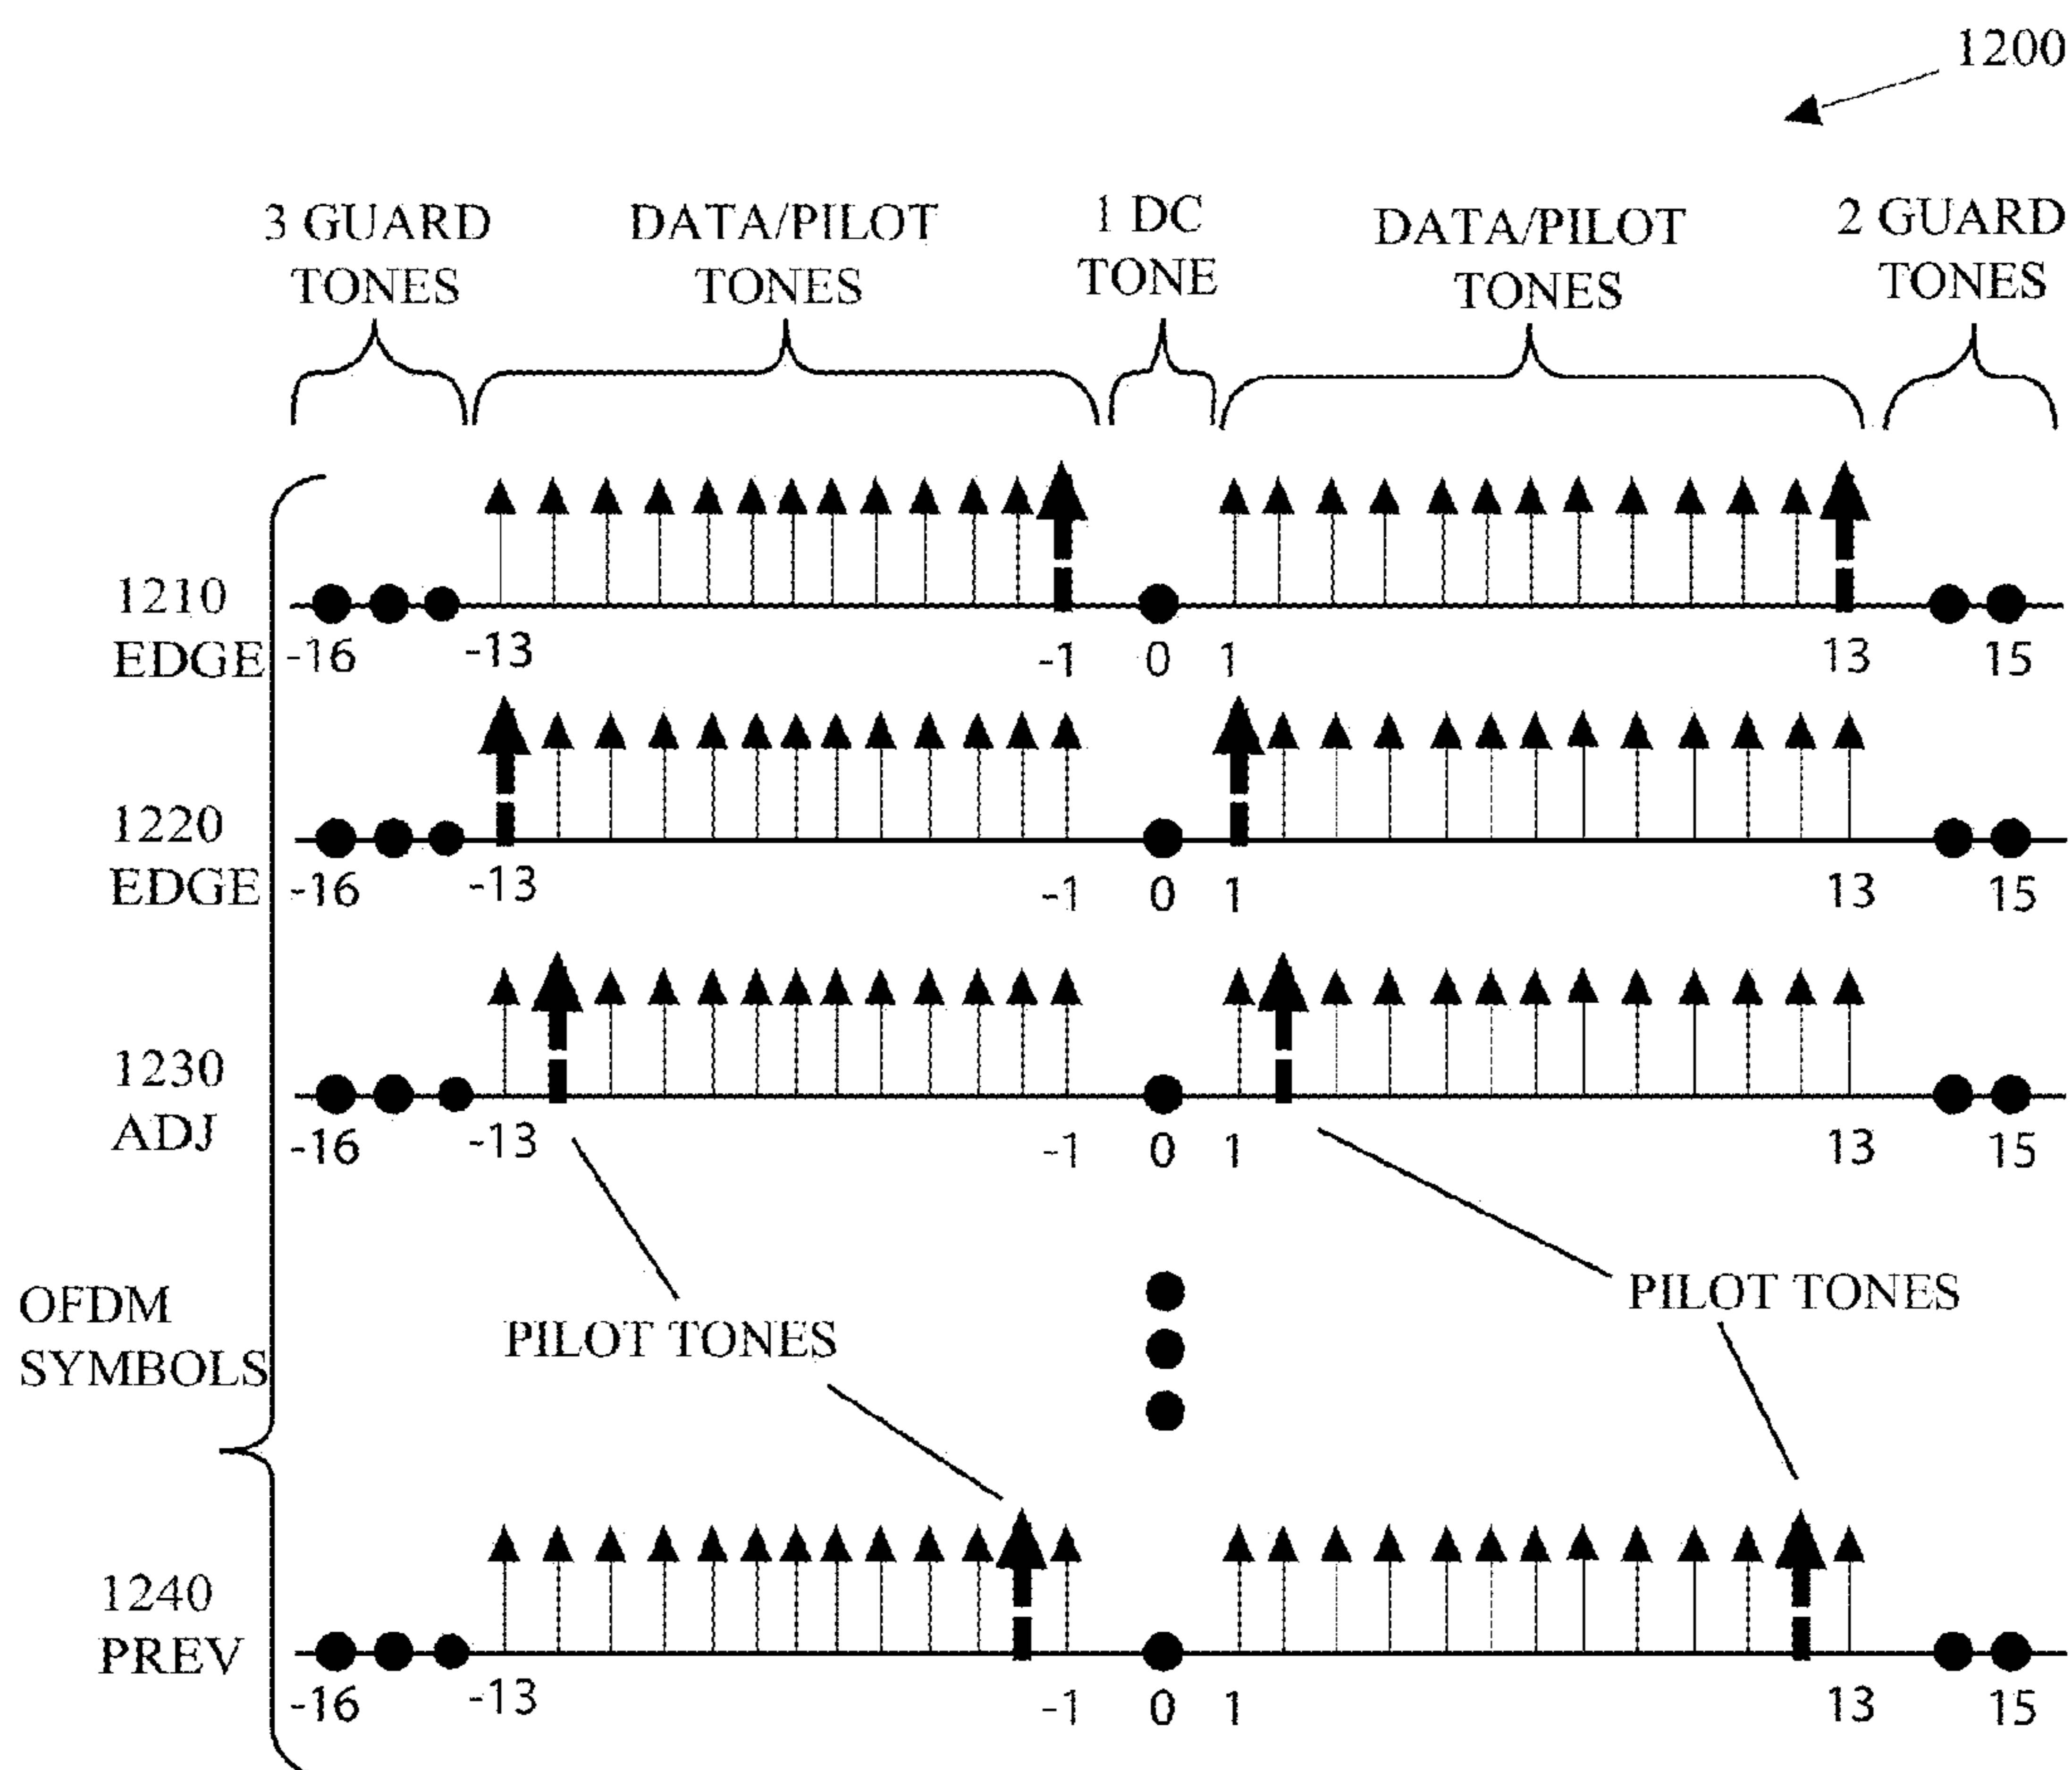 1200
3 GUARD
TONES
DATA/PILOT
TONES
1 DC
TONE
DATA/PILOT
TONES
2 GUARD
TONES
1210
EDGE
-16
-13
-1
0
1
13
15
1220
EDGE
-16
-13
-1
0
1
13
15
1230
ADJ
-16
-13
-1
0
1
13
15
OFDM
SYMBOLS
PILOT TONES
PILOT TONES
1240
PREV
-16
-13
-1
0
1
13
15